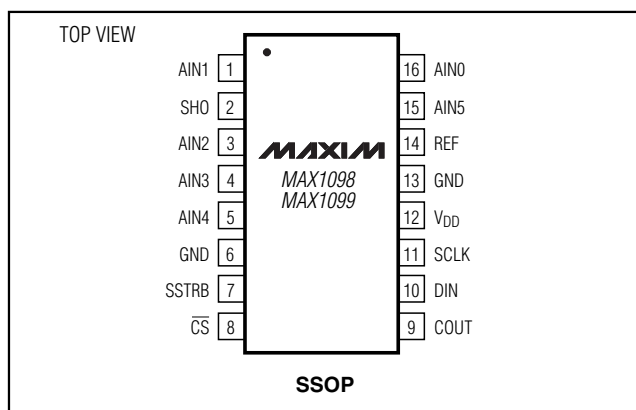 TOP VIEW
AIN1 1
SHO 2
AIN2 3
AIN3 4
AIN4 5
GND 6
SSTRB 7
C̅S̅ 8
MAXIM
MAX1098
MAX1099
16 AIN0
15 AIN5
14 REF
13 GND
12 VDD
11 SCLK
10 DIN
9 COUT
SSOP